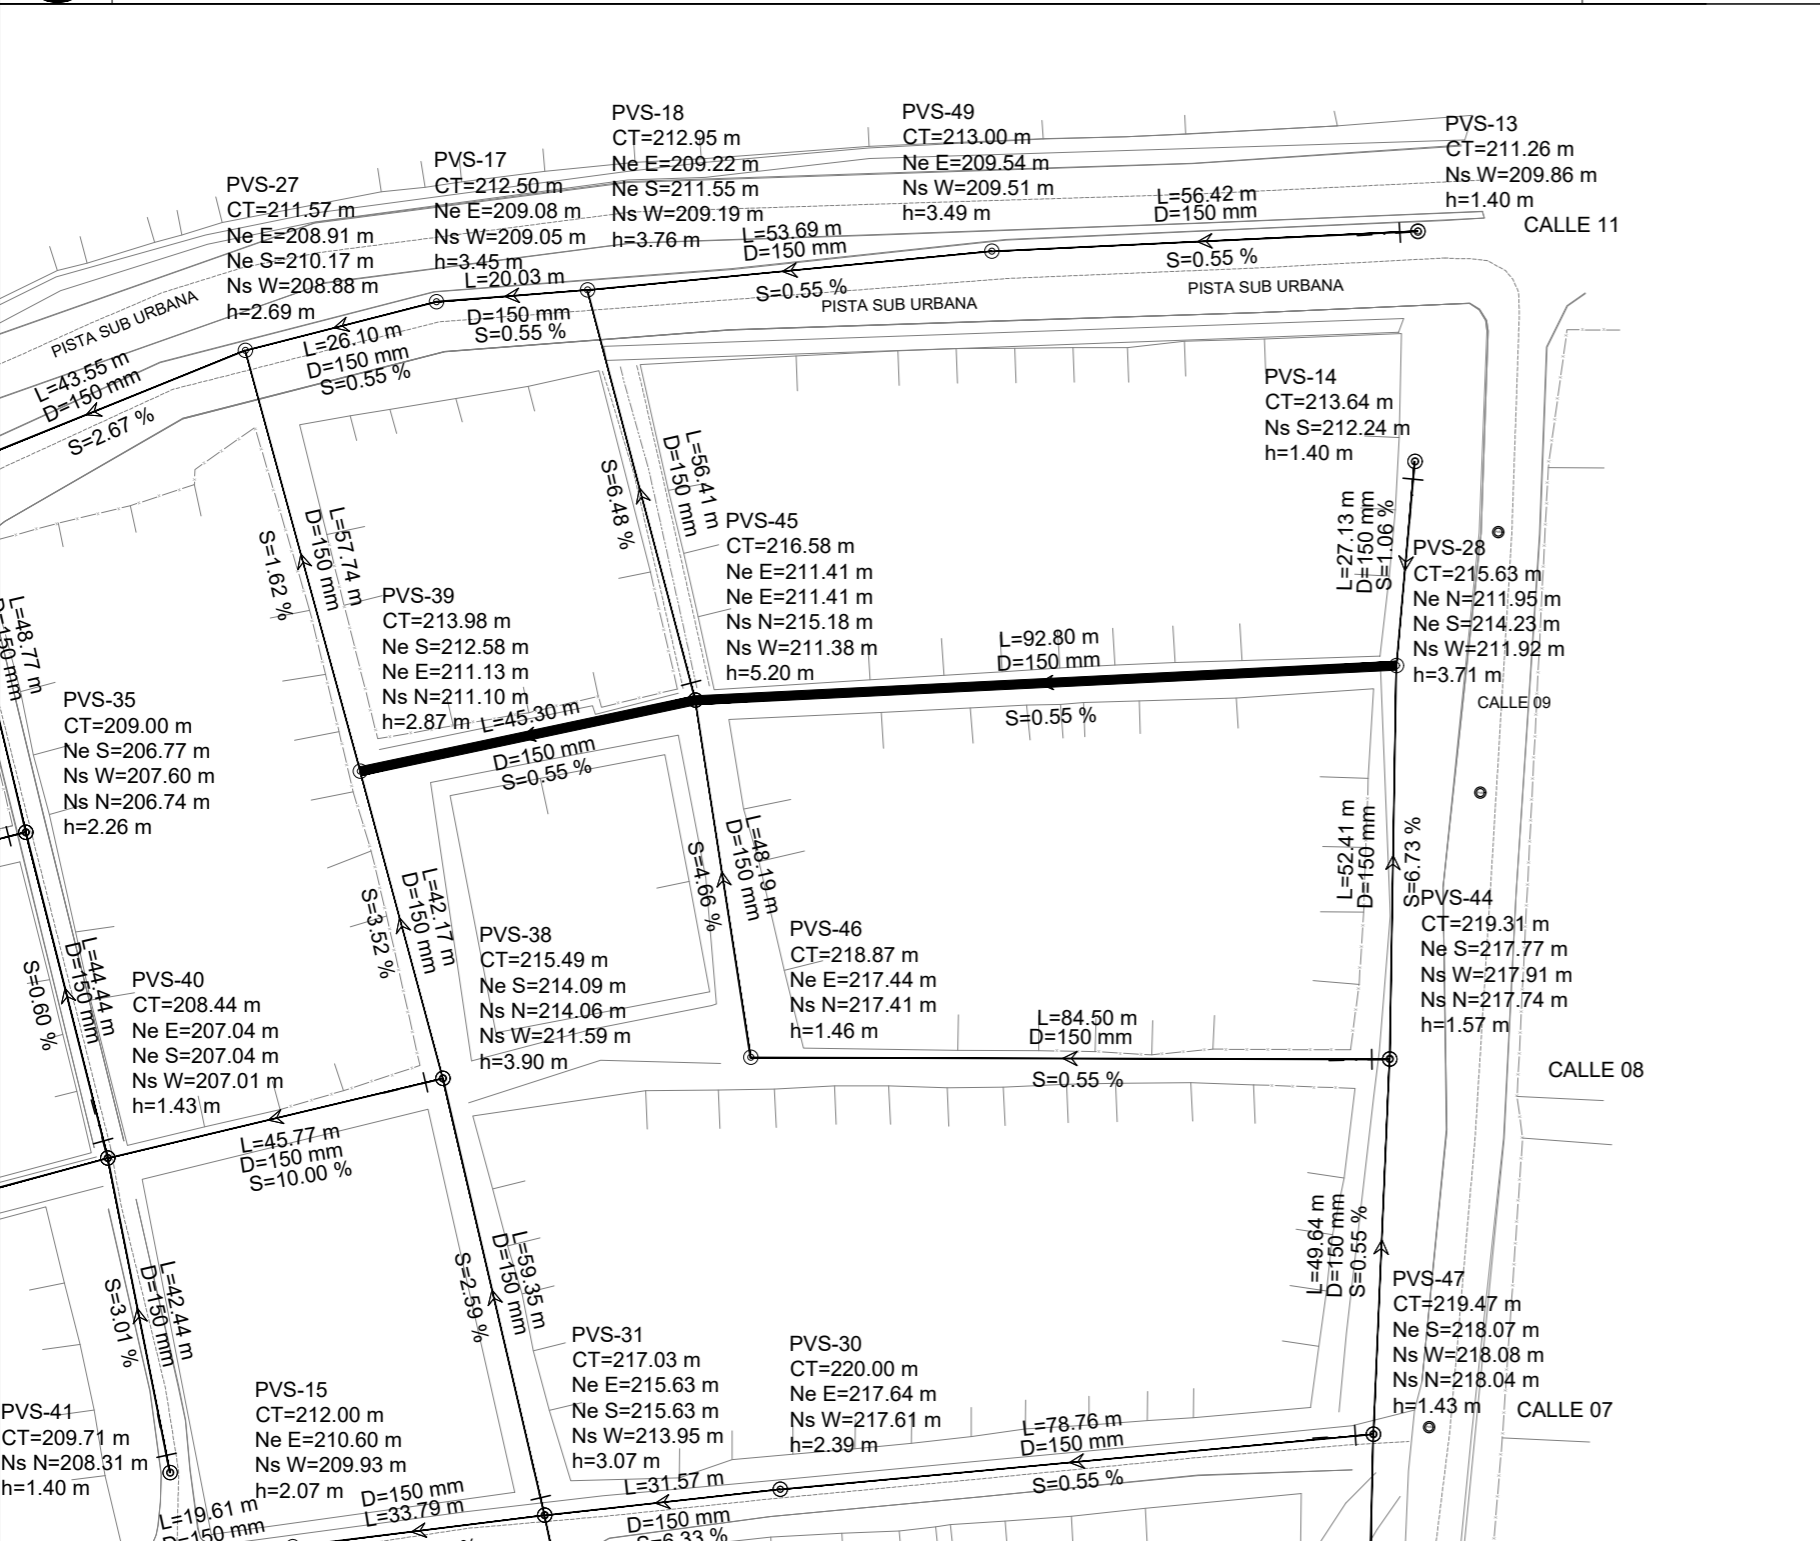 PVS-18
CT=212.95 m
Ne E=209.22 m
Ne S=211.55 m
Ns W=209.19 m
h=3.76 m
PVS-49
CT=213.00 m
Ne E=209.54 m
Ns W=209.51 m
h=3.49 m
PVS-13
CT=211.26 m
Ns W=209.86 m
h=1.40 m
CALLE 11
PVS-17
CT=212.50 m
Ne E=209.08 m
Ns W=209.05 m
h=3.45 m
PVS-27
CT=211.57 m
Ne E=208.91 m
Ne S=210.17 m
Ns W=208.88 m
h=2.69 m
L=56.42 m
D=150 mm
S=0.55 %
L=53.69 m
D=150 mm
S=0.55 %
L=20.03 m
D=150 mm
S=0.55 %
L=26.10 m
D=150 mm
S=0.55 %
PISTA SUB URBANA
PISTA SUB URBANA
PISTA SUB URBANA
L=43.55 m
D=150 mm
S=2.67 %
PVS-14
CT=213.64 m
Ns S=212.24 m
h=1.40 m
L=27.13 m
D=150 mm
S=1.06 %
L=56.41 m
D=150 mm
S=6.48 %
L=57.74 m
D=150 mm
S=1.62 %
PVS-45
CT=216.58 m
Ne E=211.41 m
Ne E=211.41 m
Ns N=215.18 m
Ns W=211.38 m
h=5.20 m
PVS-28
CT=215.63 m
Ne N=211.95 m
Ne S=214.23 m
Ns W=211.92 m
h=3.71 m
CALLE 09
PVS-39
CT=213.98 m
Ne S=212.58 m
Ne E=211.13 m
Ns N=211.10 m
h=2.87 m
L=92.80 m
D=150 mm
S=0.55 %
L=45.30 m
D=150 mm
S=0.55 %
L=48.77 m
D=150 mm
PVS-35
CT=209.00 m
Ne S=206.77 m
Ns W=207.60 m
Ns N=206.74 m
h=2.26 m
L=48.19 m
D=150 mm
S=4.66 %
L=52.41 m
D=150 mm
S=6.73 %
L=42.17 m
D=150 mm
S=3.52 %
PVS-44
CT=219.31 m
Ne S=217.77 m
Ns W=217.91 m
Ns N=217.74 m
h=1.57 m
PVS-46
CT=218.87 m
Ne E=217.44 m
Ns N=217.41 m
h=1.46 m
PVS-38
CT=215.49 m
Ne S=214.09 m
Ns N=214.06 m
Ns W=211.59 m
h=3.90 m
L=44.44 m
D=150 mm
S=0.60 %
PVS-40
CT=208.44 m
Ne E=207.04 m
Ne S=207.04 m
Ns W=207.01 m
h=1.43 m
L=84.50 m
D=150 mm
S=0.55 %
CALLE 08
L=45.77 m
D=150 mm
S=10.00 %
L=49.64 m
D=150 mm
S=0.55 %
L=59.35 m
D=150 mm
S=2.59 %
L=42.44 m
D=150 mm
S=3.01 %
PVS-47
CT=219.47 m
Ne S=218.07 m
Ns W=218.08 m
Ns N=218.04 m
h=1.43 m
CALLE 07
PVS-31
CT=217.03 m
Ne E=215.63 m
Ne S=215.63 m
Ns W=213.95 m
h=3.07 m
PVS-30
CT=220.00 m
Ne E=217.64 m
Ns W=217.61 m
h=2.39 m
L=78.76 m
D=150 mm
S=0.55 %
PVS-15
CT=212.00 m
Ne E=210.60 m
Ns W=209.93 m
h=2.07 m
PVS-41
CT=209.71 m
Ns N=208.31 m
h=1.40 m
L=31.57 m
D=150 mm
S=6.33 %
D=150 mm
L=33.79 m
L=19.61 m
D=150 mm